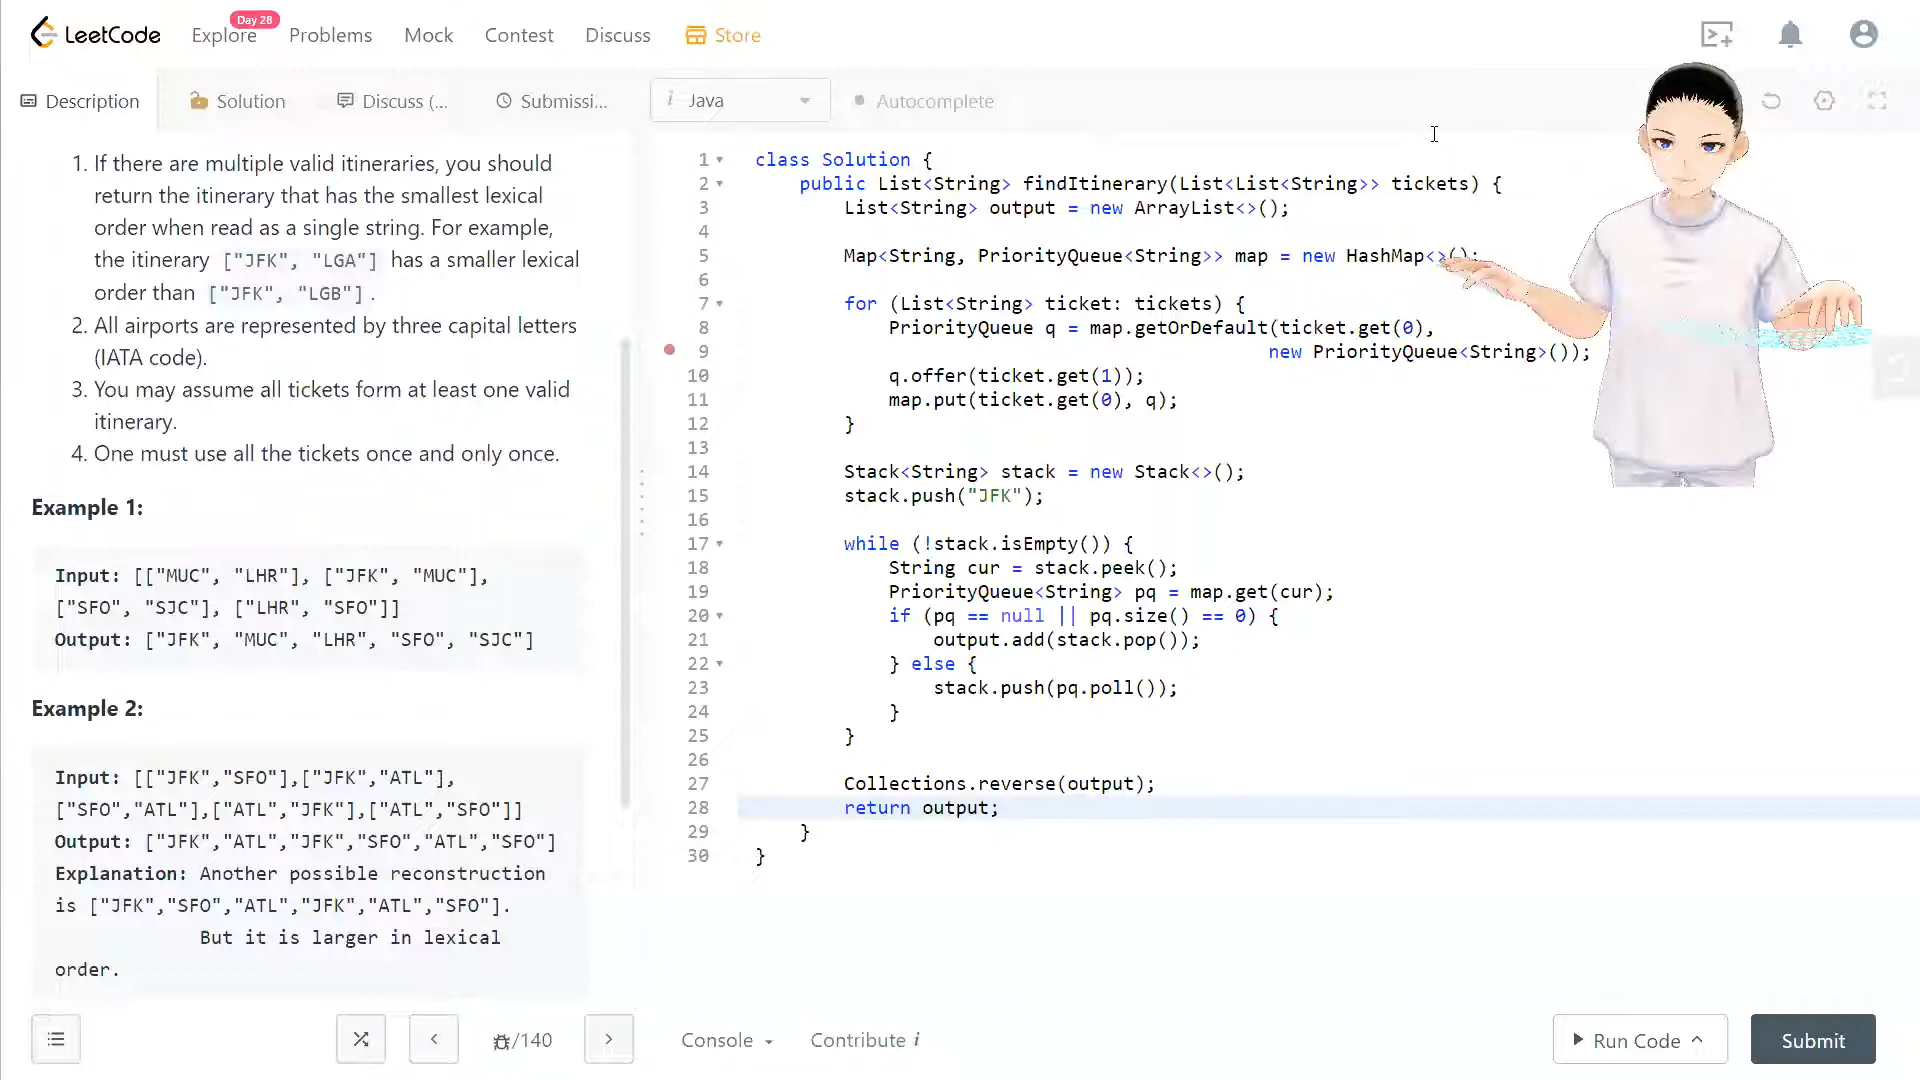 LeetCode
Explore
Day 28
Problems
Mock
Contest
Discuss
Store
Description
Solution
Discuss (...
Submissi...
i Java
Autocomplete
1. If there are multiple valid itineraries, you should
return the itinerary that has the smallest lexical
order when read as a single string. For example,
the itinerary ["JFK", "LGA"] has a smaller lexical
order than ["JFK", "LGB"].
2. All airports are represented by three capital letters
(IATA code).
3. You may assume all tickets form at least one valid
itinerary.
4. One must use all the tickets once and only once.
Example 1:
Input: [["MUC", "LHR"], ["JFK", "MUC"],
["SFO", "SJC"], ["LHR", "SFO"]]
Output: ["JFK", "MUC", "LHR", "SFO", "SJC"]
Example 2:
Input: [["JFK","SFO"],["JFK","ATL"],
["SFO","ATL"],["ATL","JFK"],["ATL","SFO"]]
Output: ["JFK","ATL","JFK","SFO","ATL","SFO"]
Explanation: Another possible reconstruction
is ["JFK","SFO","ATL","JFK","ATL","SFO"].
But it is larger in lexical
order.
1 class Solution {
2 public List<String> findItinerary(List<List<String>> tickets) {
3 List<String> output = new ArrayList<>();
4
5 Map<String, PriorityQueue<String>> map = new HashMap<>();
6
7 for (List<String> ticket: tickets) {
8 PriorityQueue q = map.getOrDefault(ticket.get(0),
9 new PriorityQueue<String>());
10 q.offer(ticket.get(1));
11 map.put(ticket.get(0), q);
12 }
13
14 Stack<String> stack = new Stack<>();
15 stack.push("JFK");
16
17 while (!stack.isEmpty()) {
18 String cur = stack.peek();
19 PriorityQueue<String> pq = map.get(cur);
20 if (pq == null || pq.size() == 0) {
21 output.add(stack.pop());
22 } else {
23 stack.push(pq.poll());
24 }
25 }
26
27 Collections.reverse(output);
28 return output;
29 }
30 }
/140
Console
Contribute i
Run Code
Submit